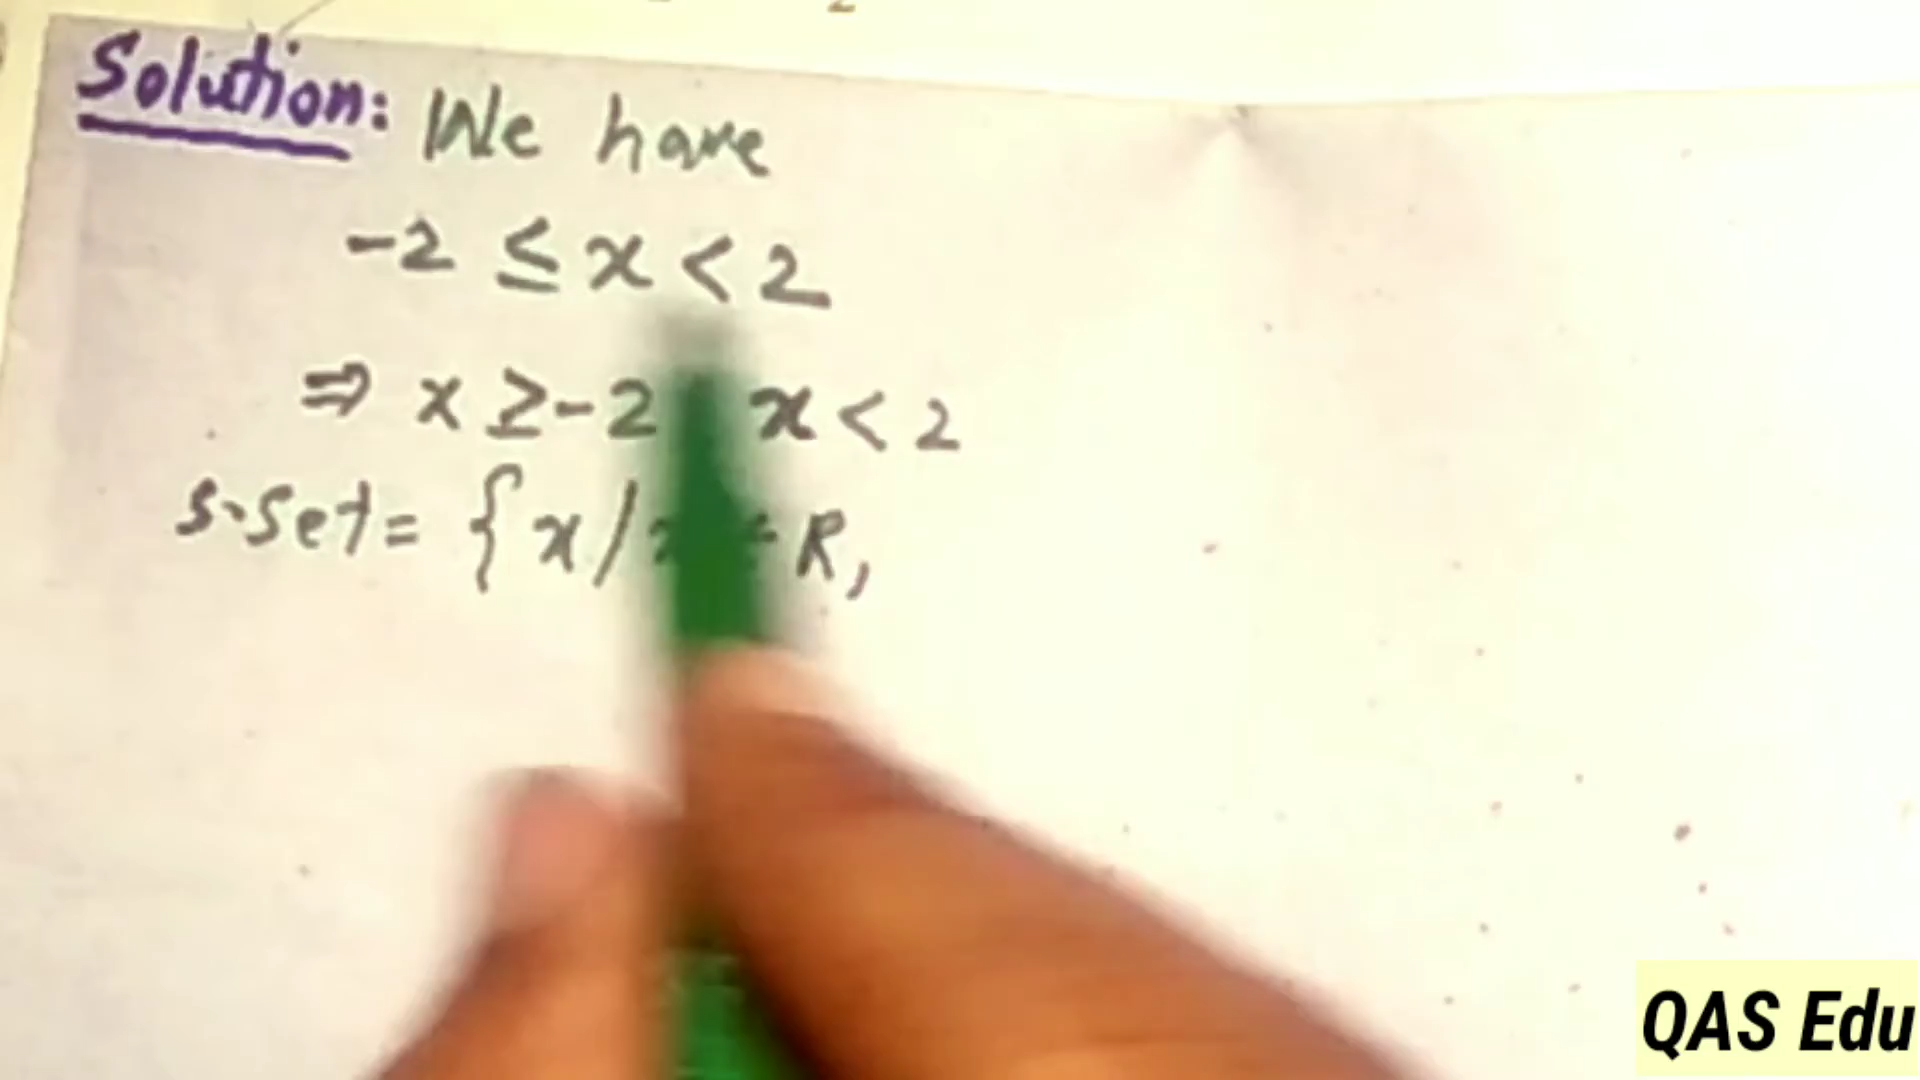 Solution: We have
-2 ≤ x < 2
⇒ x ≥ -2 x < 2
S.Set = { x / R,
QAS Edu